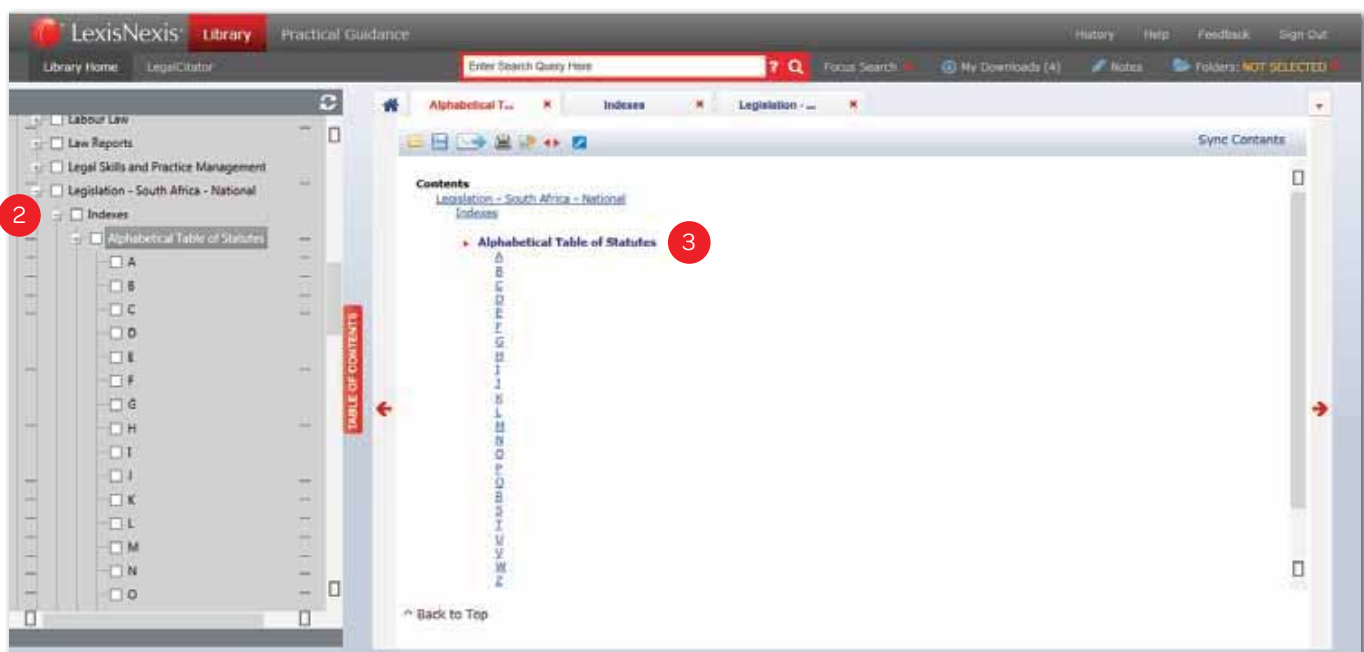 LexisNexis Library Practical Guidance History Help Feedback Sign Out
Library Home LegalCitator Enter Search Query Here ? Focus Search My Downloads (4) Notes Folders: NOT SELECTED
Labour Law
Law Reports
Legal Skills and Practice Management
Legislation - South Africa - National
2
Indexes
Alphabetical Table of Statutes
A
B
C
D
E
F
G
H
I
J
K
L
M
N
O
TABLE OF CONTENTS
Alphabetical T... Indexes Legislation - ...
Sync Contents
Contents
Legislation - South Africa - National
Indexes
Alphabetical Table of Statutes 3
A
B
C
D
E
F
G
H
I
J
K
L
M
N
O
P
Q
R
S
T
U
V
W
Z
^ Back to Top